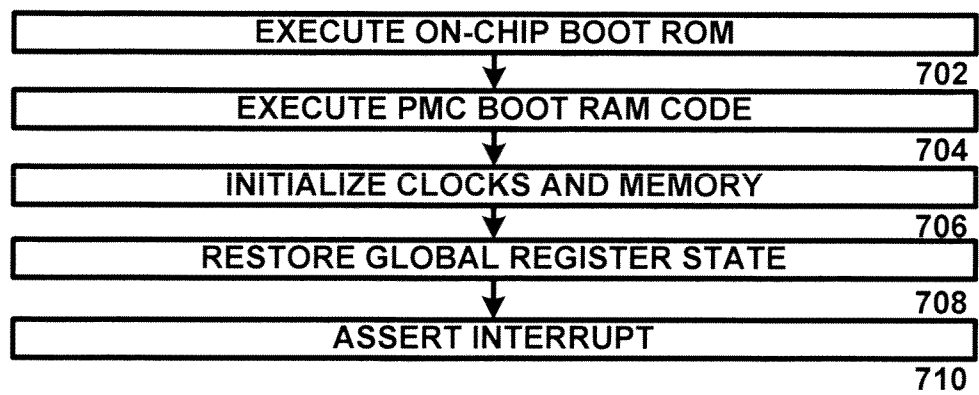 EXECUTE ON-CHIP BOOT ROM
702
EXECUTE PMC BOOT RAM CODE
704
INITIALIZE CLOCKS AND MEMORY
706
RESTORE GLOBAL REGISTER STATE
708
ASSERT INTERRUPT
710